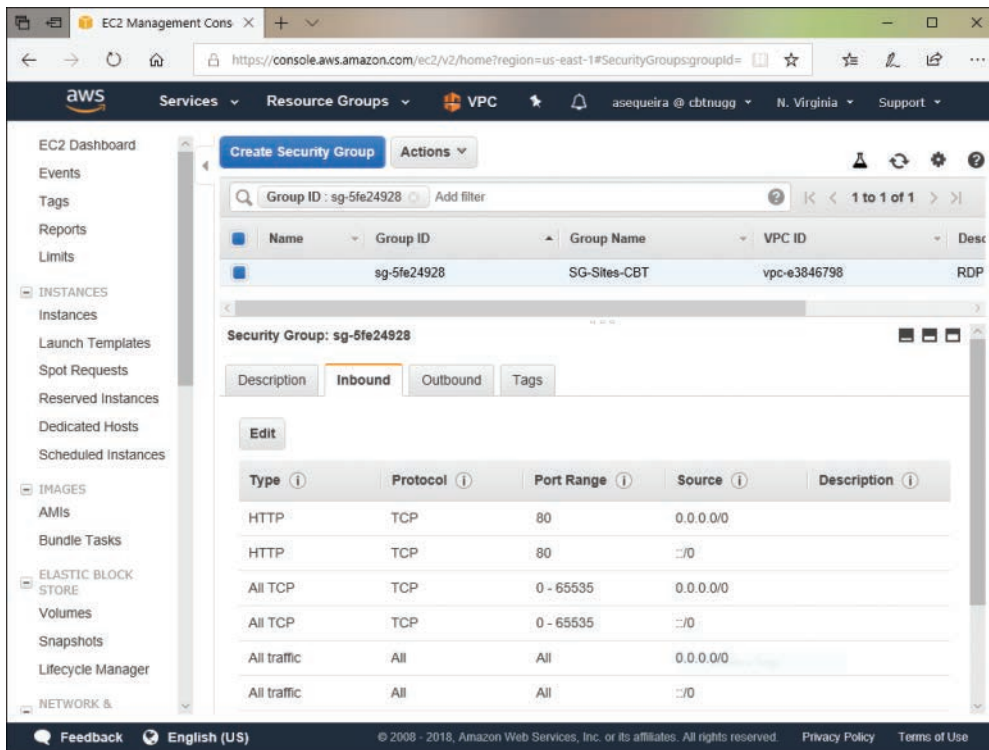 EC2 Management Cons
https://console.aws.amazon.com/ec2/v2/home?region=us-east-1#SecurityGroups:groupId=
aws Services Resource Groups VPC asequeira @ cbtnugg N. Virginia Support
EC2 Dashboard
Events
Tags
Reports
Limits
INSTANCES
Instances
Launch Templates
Spot Requests
Reserved Instances
Dedicated Hosts
Scheduled Instances
IMAGES
AMIs
Bundle Tasks
ELASTIC BLOCK
STORE
Volumes
Snapshots
Lifecycle Manager
NETWORK &
Create Security Group Actions
Group ID : sg-5fe24928 Add filter 1 to 1 of 1
Name Group ID Group Name VPC ID Desc
sg-5fe24928 SG-Sites-CBT vpc-e3846798 RDP
Security Group: sg-5fe24928
Description Inbound Outbound Tags
Edit
Type Protocol Port Range Source Description
HTTP TCP 80 0.0.0.0/0
HTTP TCP 80 ::/0
All TCP TCP 0 - 65535 0.0.0.0/0
All TCP TCP 0 - 65535 ::/0
All traffic All All 0.0.0.0/0
All traffic All All ::/0
Feedback English (US) © 2008 - 2018, Amazon Web Services, Inc. or its affiliates. All rights reserved. Privacy Policy Terms of Use